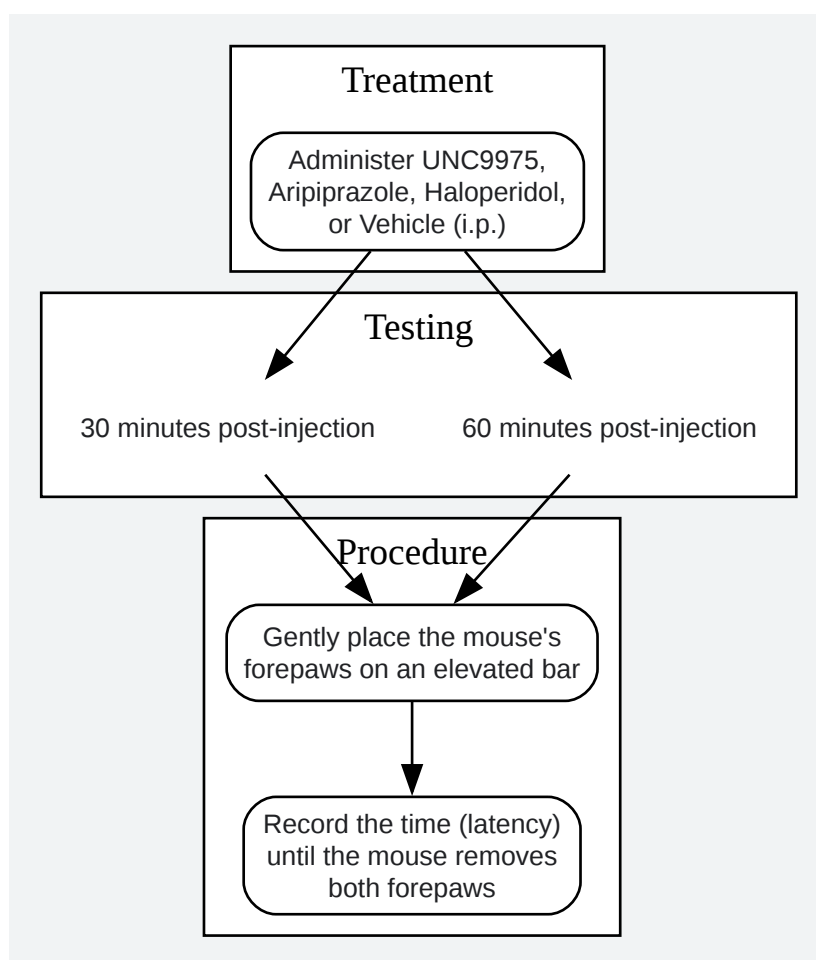 Treatment
Administer UNC9975,
Aripiprazole, Haloperidol,
or Vehicle (i.p.)
Testing
30 minutes post-injection
60 minutes post-injection
Procedure
Gently place the mouse's
forepaws on an elevated bar
Record the time (latency)
until the mouse removes
both forepaws